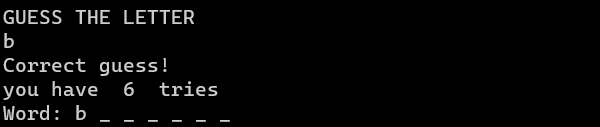 GUESS THE LETTER
b
Correct guess!
you have  6  tries
Word: b _ _ _ _ _ _